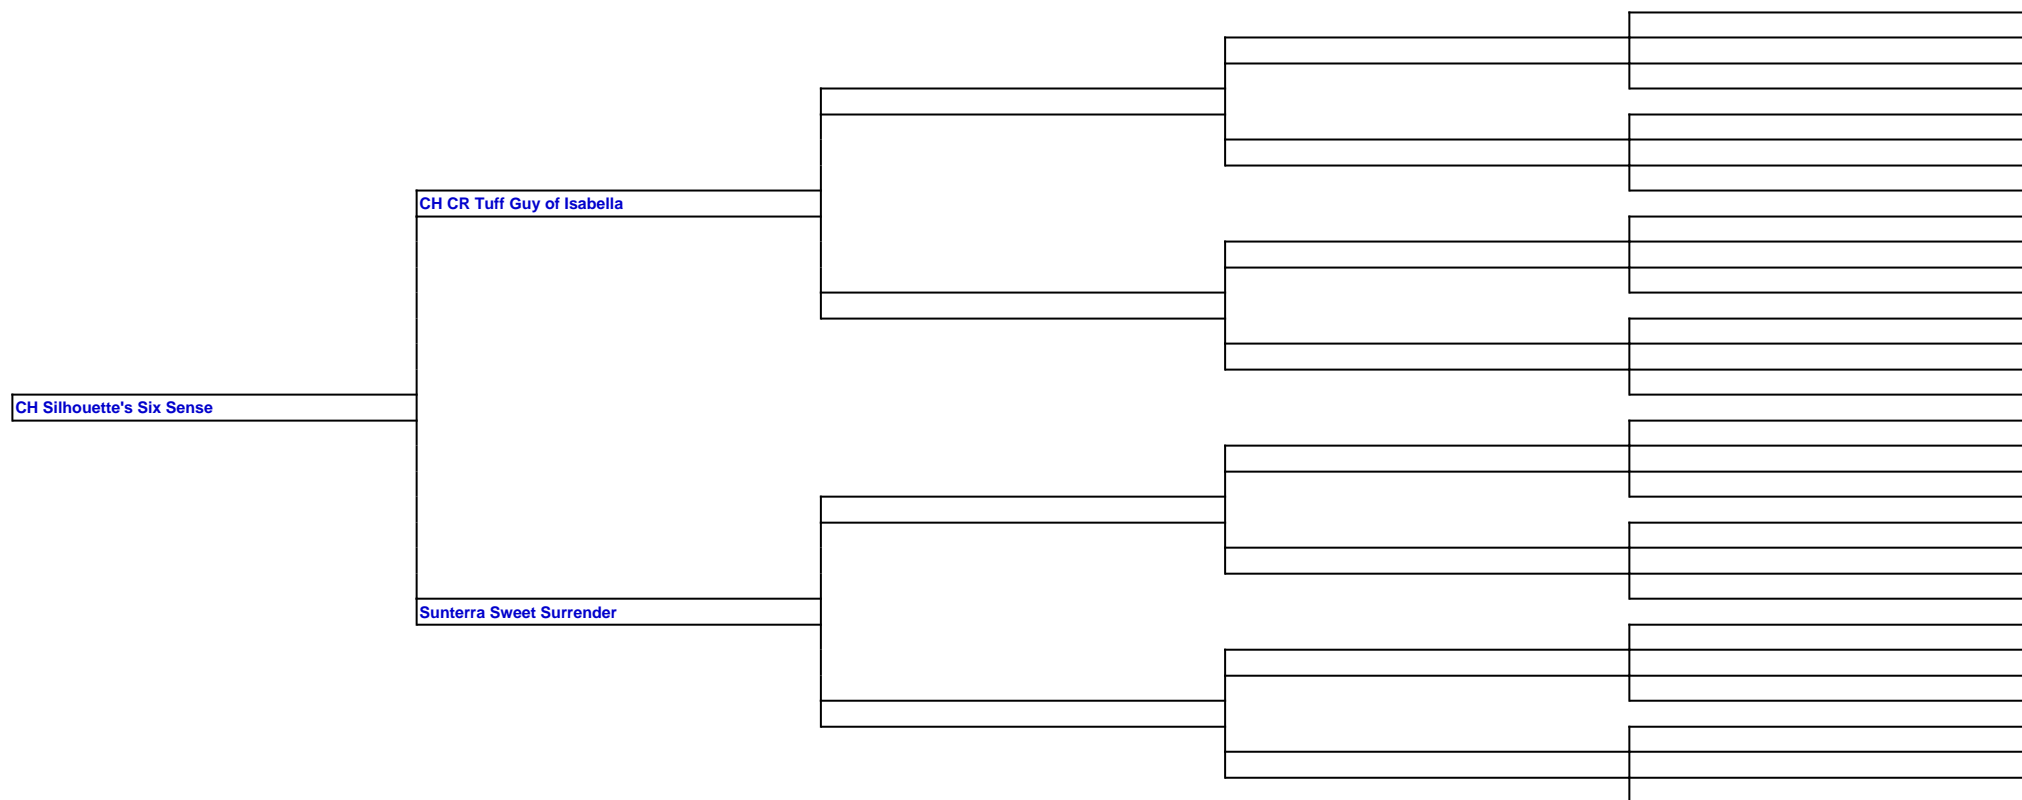 CH CR Tuff Guy of Isabella
CH Silhouette's Six Sense
Sunterra Sweet Surrender